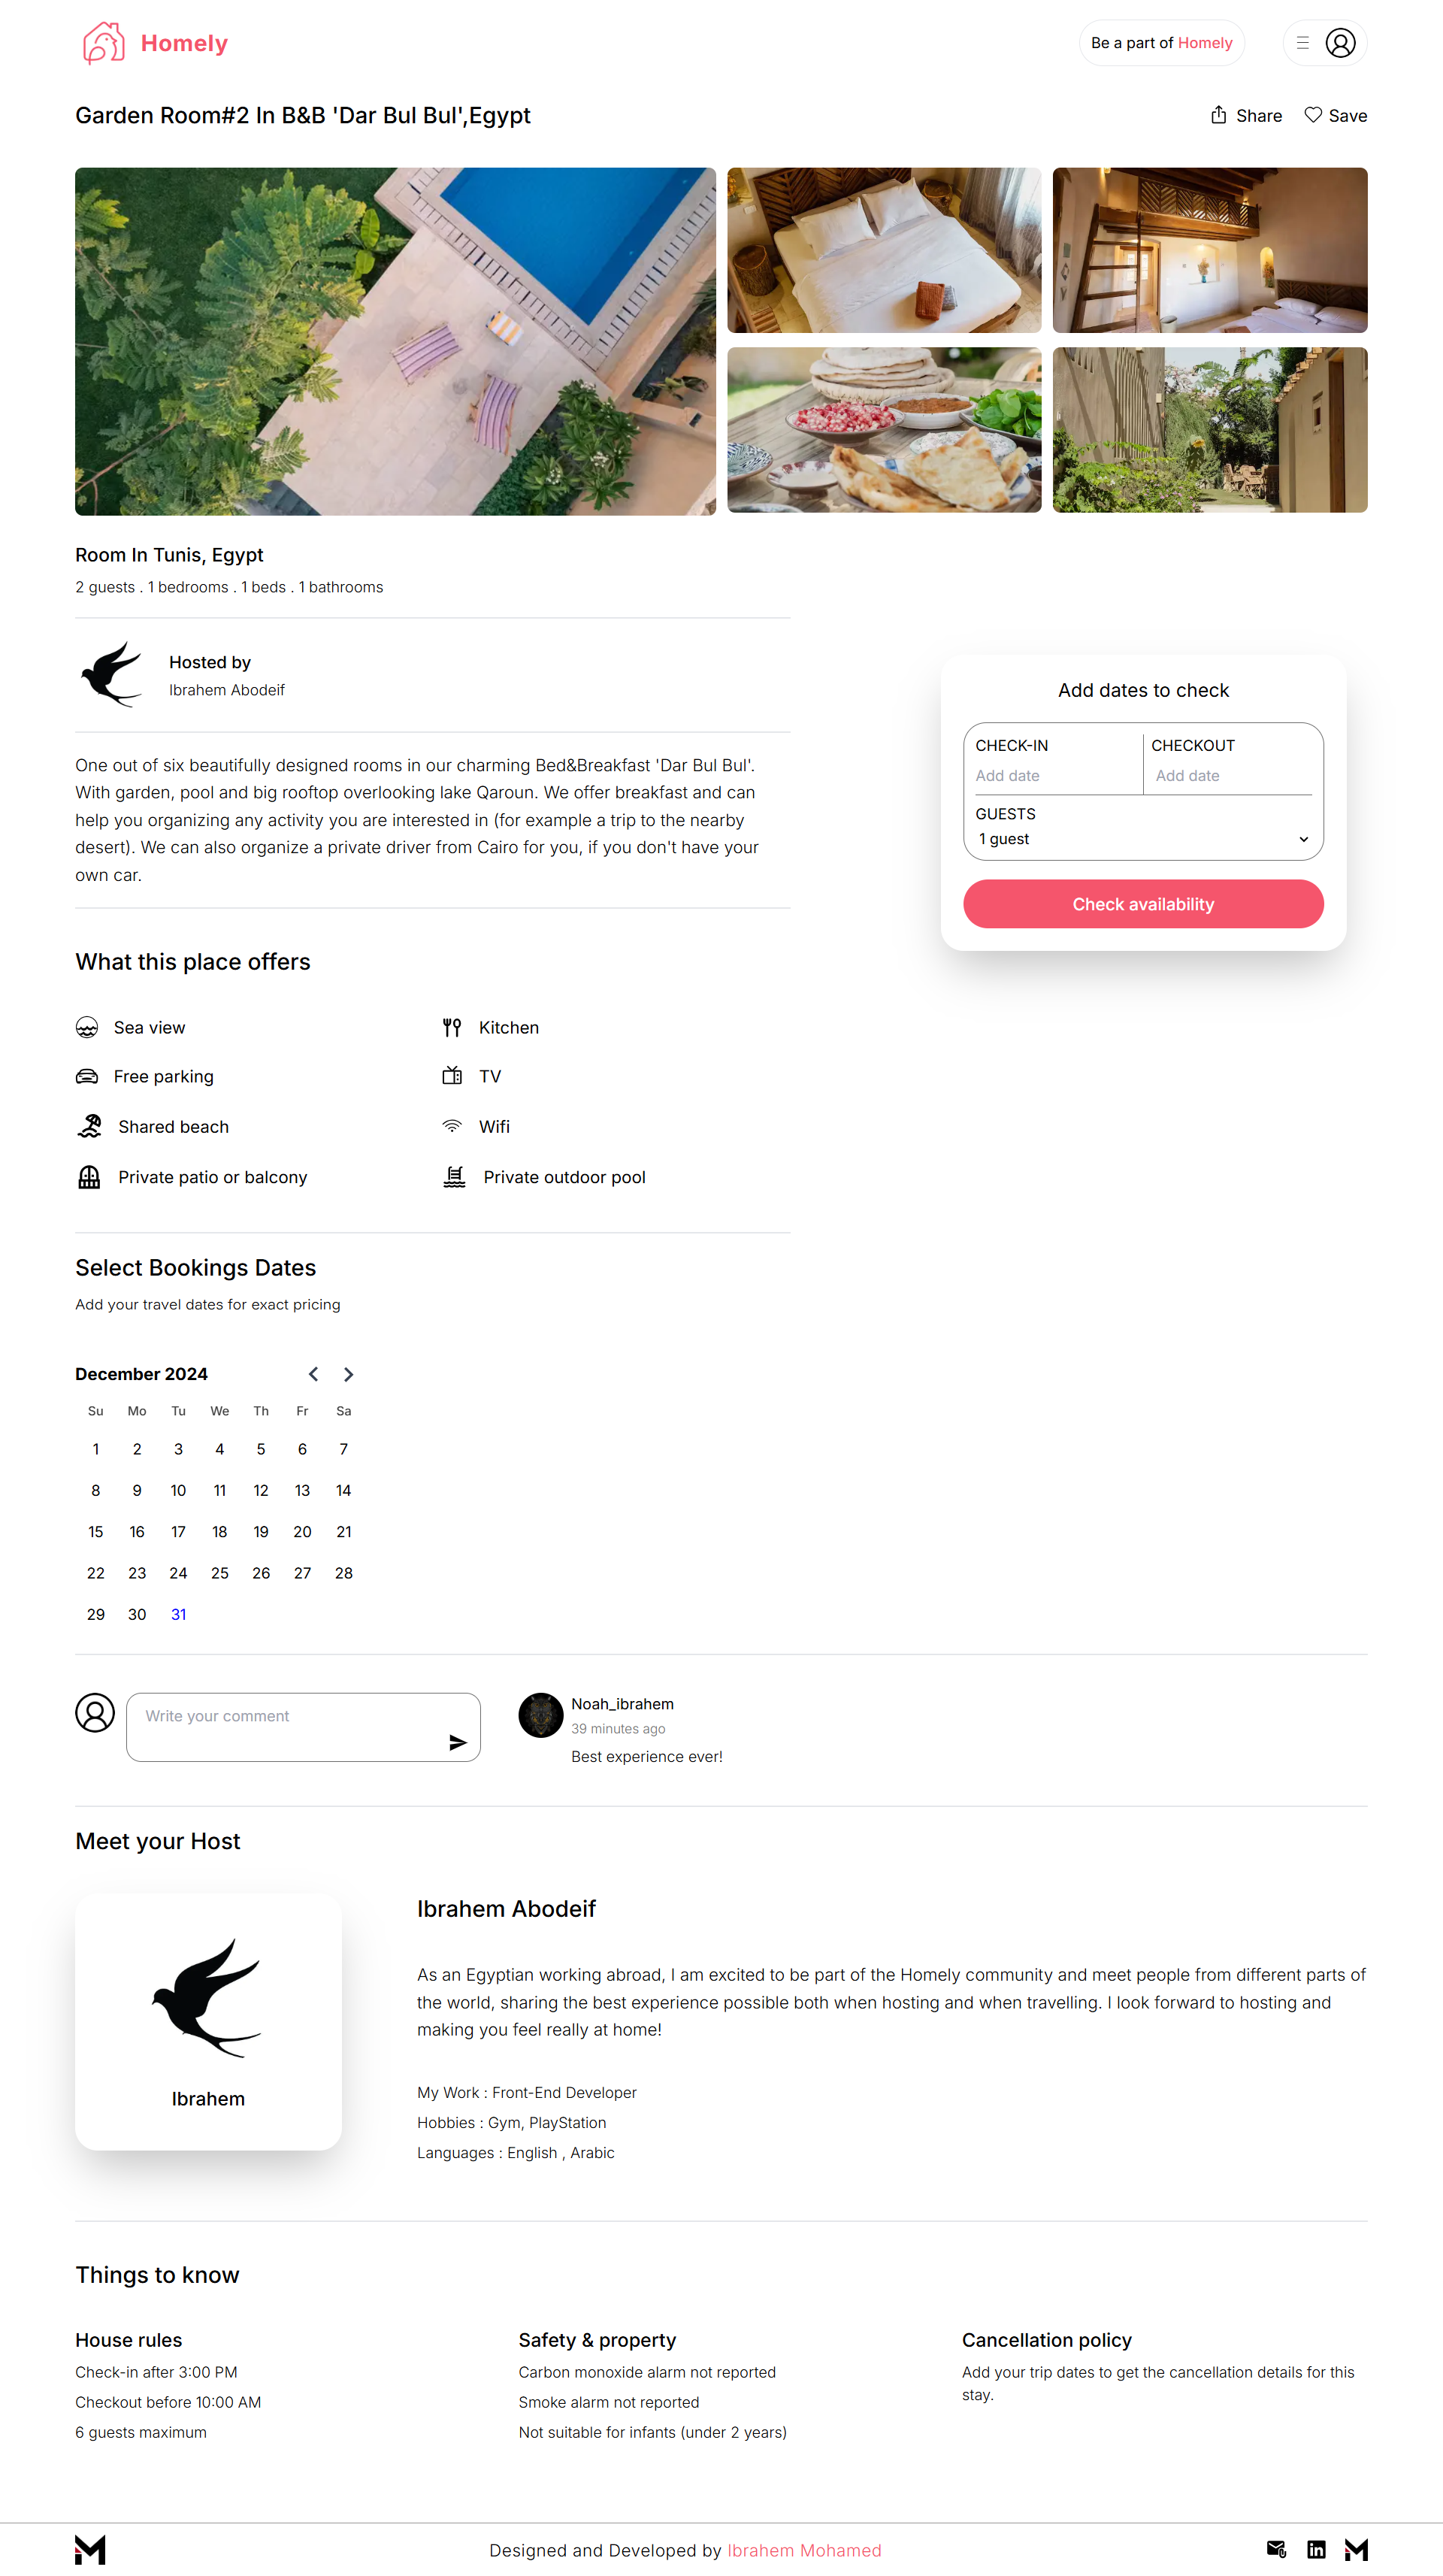 Homely
Be a part of Homely
Garden Room#2 In B&B 'Dar Bul Bul',Egypt
Share
Save
Room In Tunis, Egypt
2 guests . 1 bedrooms . 1 beds . 1 bathrooms
Hosted by
Ibrahem Abodeif
One out of six beautifully designed rooms in our charming Bed&Breakfast 'Dar Bul Bul'.
With garden, pool and big rooftop overlooking lake Qaroun. We offer breakfast and can
help you organizing any activity you are interested in (for example a trip to the nearby
desert). We can also organize a private driver from Cairo for you, if you don't have your
own car.
Add dates to check
CHECK-IN
CHECKOUT
Add date
Add date
GUESTS
1 guest
Check availability
What this place offers
Sea view
Kitchen
Free parking
TV
Shared beach
Wifi
Private patio or balcony
Private outdoor pool
Select Bookings Dates
Add your travel dates for exact pricing
December 2024
Su Mo Tu We Th Fr Sa
1 2 3 4 5 6 7
8 9 10 11 12 13 14
15 16 17 18 19 20 21
22 23 24 25 26 27 28
29 30 31
Write your comment
Noah_ibrahem
39 minutes ago
Best experience ever!
Meet your Host
Ibrahem
Ibrahem Abodeif
As an Egyptian working abroad, I am excited to be part of the Homely community and meet people from different parts of
the world, sharing the best experience possible both when hosting and when travelling. I look forward to hosting and
making you feel really at home!
My Work : Front-End Developer
Hobbies : Gym, PlayStation
Languages : English , Arabic
Things to know
House rules
Check-in after 3:00 PM
Checkout before 10:00 AM
6 guests maximum
Safety & property
Carbon monoxide alarm not reported
Smoke alarm not reported
Not suitable for infants (under 2 years)
Cancellation policy
Add your trip dates to get the cancellation details for this
stay.
Designed and Developed by Ibrahem Mohamed